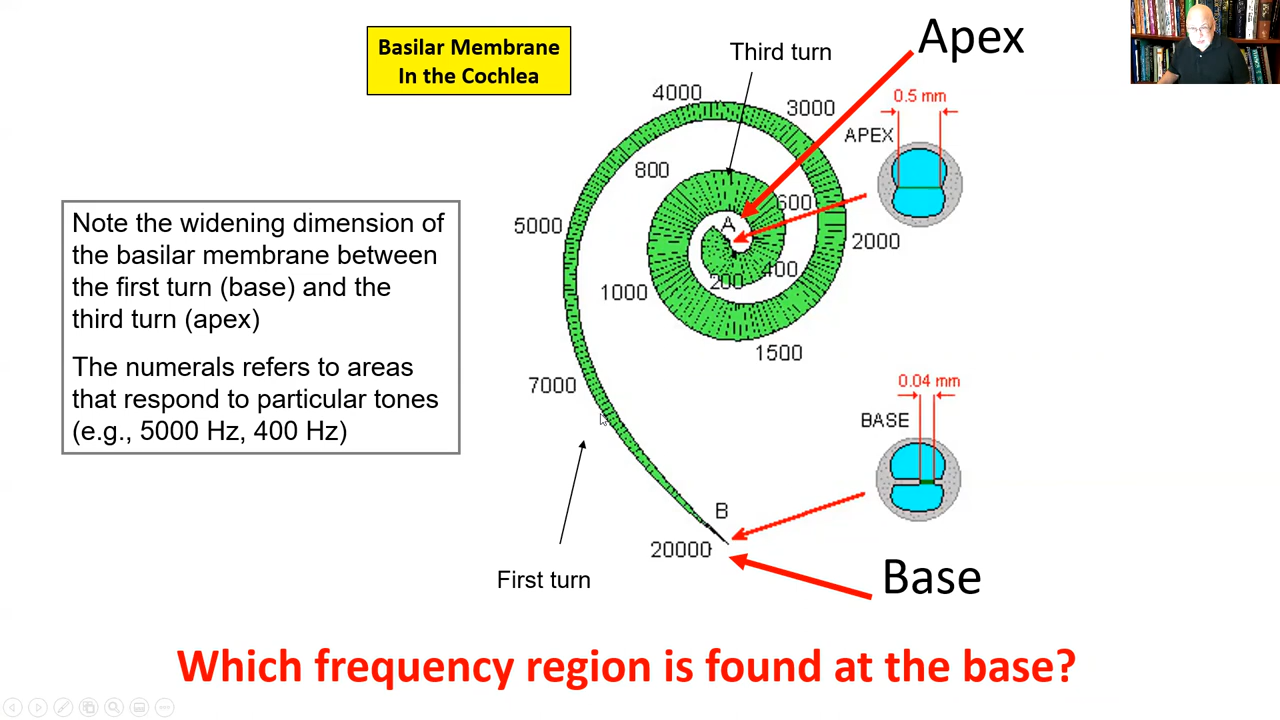 Basilar Membrane
In the Cochlea
Third turn
Apex
4000
3000
0.5 mm
APEX
800
600
A
5000
2000
400
200
1000
1500
Note the widening dimension of
the basilar membrane between
the first turn (base) and the
third turn (apex)
The numerals refers to areas
that respond to particular tones
(e.g., 5000 Hz, 400 Hz)
7000
0.04 mm
BASE
B
20000
First turn
Base
Which frequency region is found at the base?